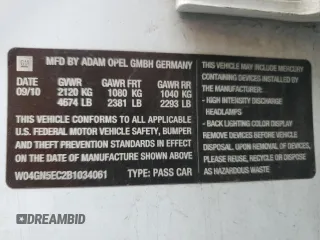 GM
MFD BY ADAM OPEL GMBH GERMANY
DATE GVWR GAWR FRT GAWR RR
09/10 2120 KG 1080 KG 1040 KG
4674 LB 2381 LB 2293 LB
THIS VEHICLE CONFORMS TO ALL APPLICABLE
U.S. FEDERAL MOTOR VEHICLE SAFETY, BUMPER
AND THEFT PREVENTION STANDARDS IN EFFECT
ON THE DATE OF MANUFACTURE SHOWN ABOVE.
W04GN5EC2B1034061 TYPE: PASS CAR
THIS VEHICLE MAY INCLUDE MERCURY
CONTAINING DEVICES INSTALLED BY
THE MANUFACTURER:
- HIGH INTENSITY DISCHARGE
HEADLAMPS
- BACK LIGHTING COLOR DISPLAY
REMOVE DEVICES BEFORE VEHICLE DISPOSAL
PLEASE REUSE, RECYCLE OR DISPOSE
AS HAZARDOUS WASTE
DREAMBID